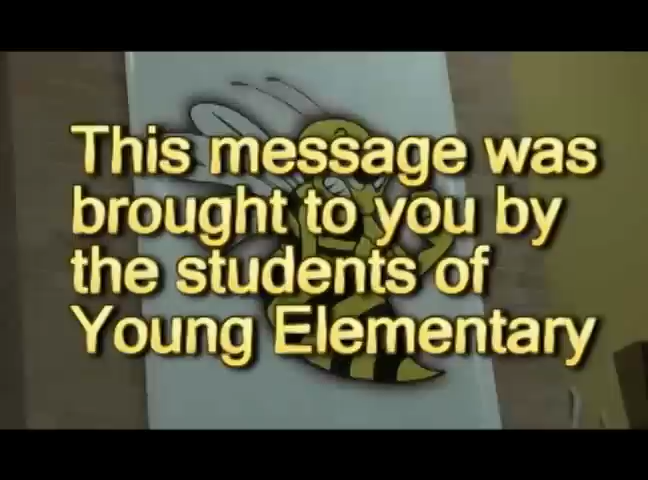 This message was
brought to you by
the students of
Young Elementary